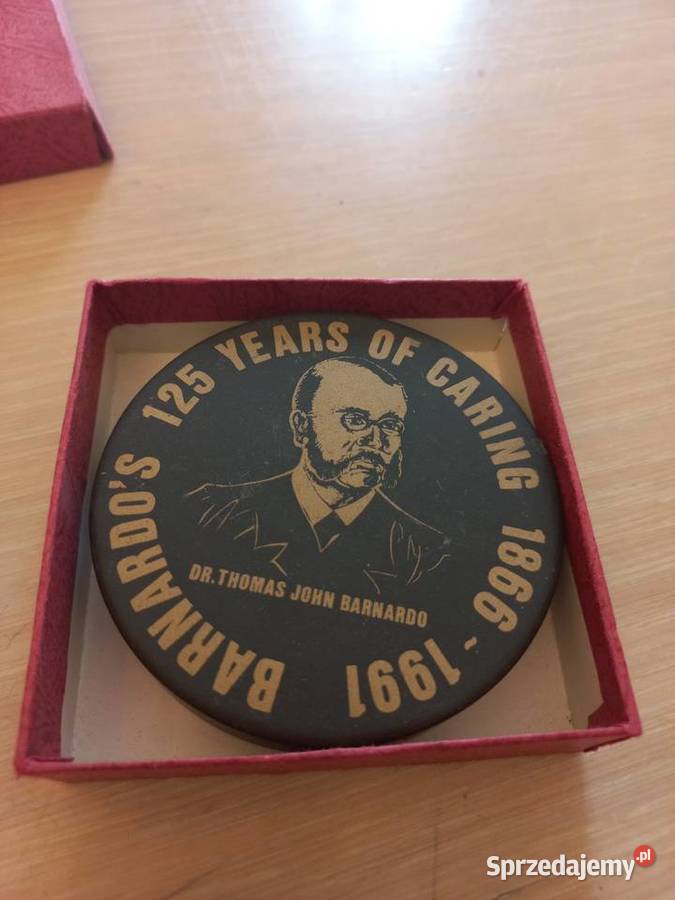 BARNARDO'S 125 YEARS OF CARING 1866~1991
DR. THOMAS JOHN BARNARDO
Sprzedajemy.pl